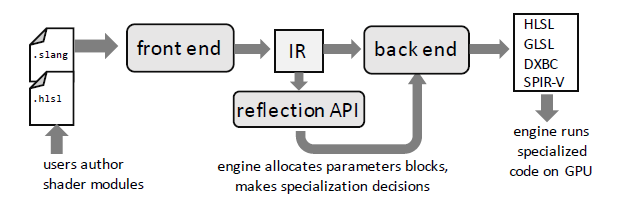 .slang
.hlsl
users author
shader modules
front end
IR
reflection API
engine allocates parameters blocks,
makes specialization decisions
back end
HLSL
GLSL
DXBC
SPIR-V
engine runs
specialized
code on GPU